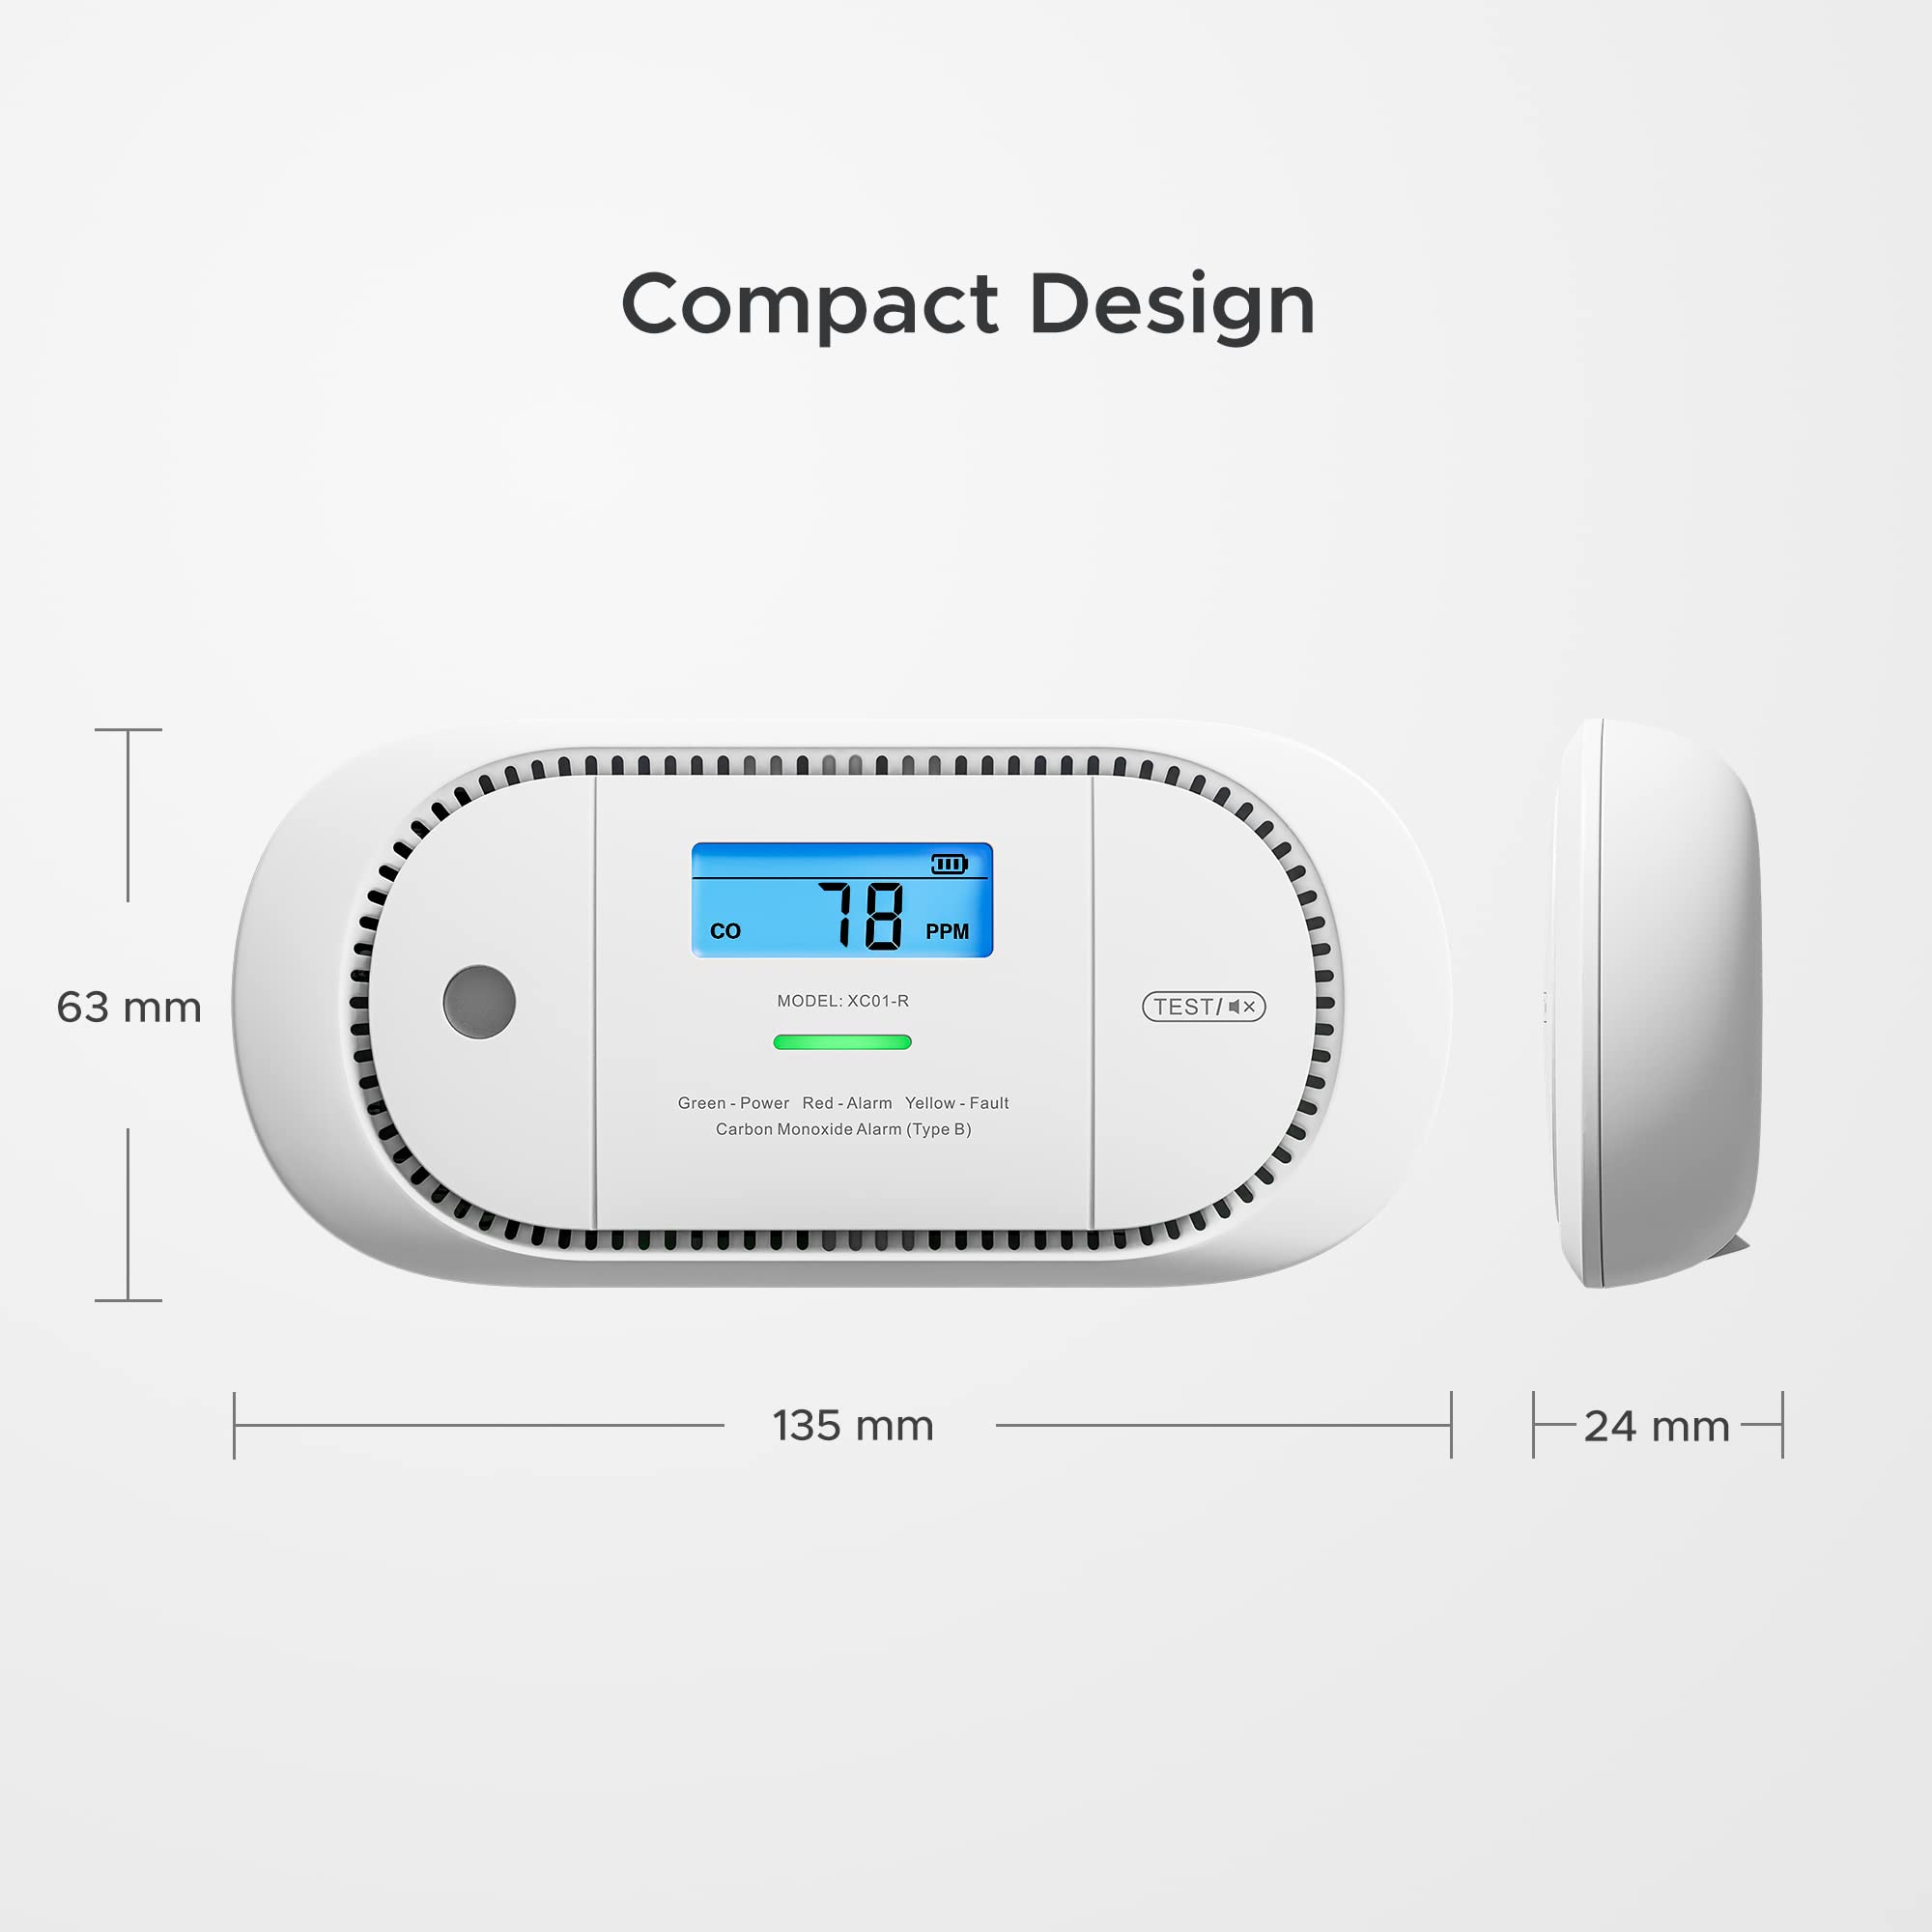 Compact Design
78
CO
PPM
63 mm
MODEL: XC01-R
TEST/
Green - Power Red - Alarm Yellow - Fault
Carbon Monoxide Alarm (Type B)
135 mm
24 mm